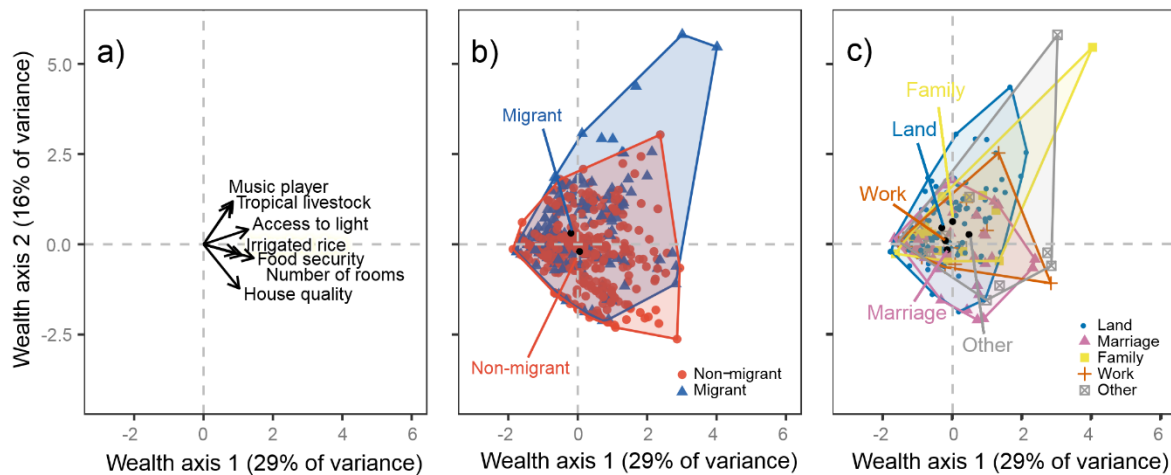 Wealth axis 2 (16% of variance)
5.0
2.5
0.0
-2.5
a)
Music player
Tropical livestock
Access to light
Irrigated rice
Food security
Number of rooms
House quality
-2 0 2 4 6
Wealth axis 1 (29% of variance)
b)
Migrant
Non-migrant
Non-migrant
Migrant
-2 0 2 4 6
Wealth axis 1 (29% of variance)
c)
Family
Land
Work
Marriage
Other
Land
Marriage
Family
Work
Other
-2 0 2 4 6
Wealth axis 1 (29% of variance)